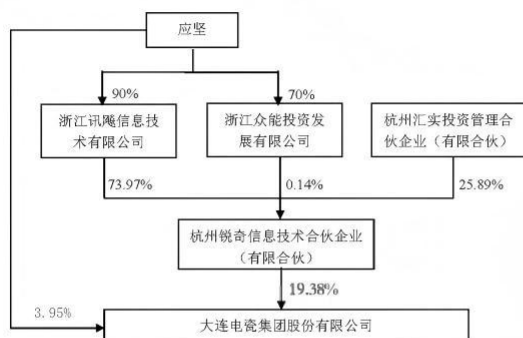 应坚
90%
70%
浙江讯飚信息技
术有限公司
浙江众能投资发
展有限公司
杭州汇实投资管理合
伙企业（有限合伙）
73.97%
0.14%
25.89%
杭州锐奇信息技术合伙企业
（有限合伙）
19.38%
3.95%
大连电瓷集团股份有限公司